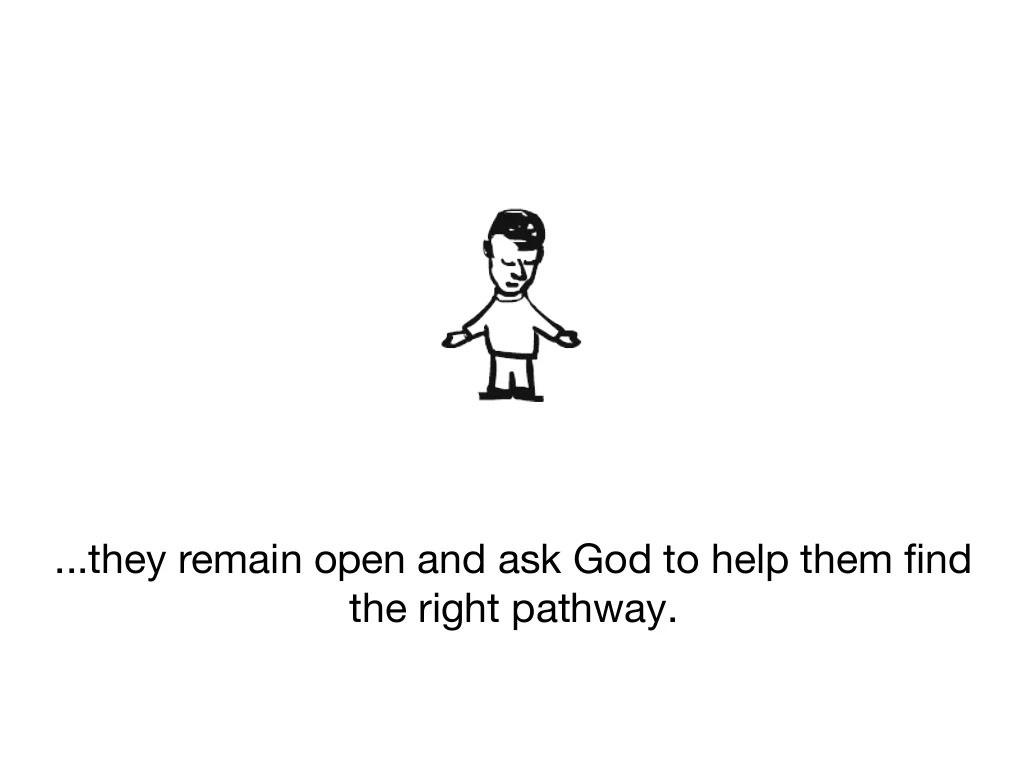 ...they remain open and ask God to help them find
the right pathway.